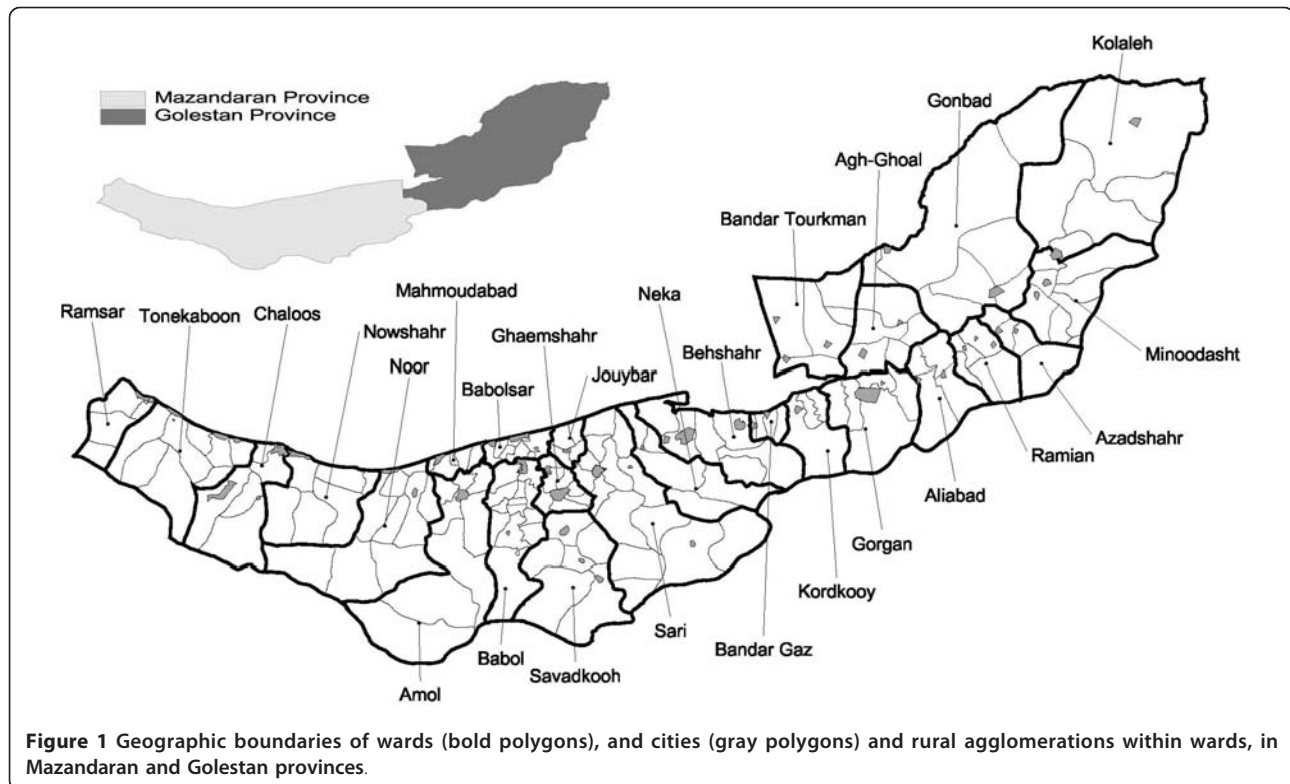 Kolaleh
Mazandaran Province
Golestan Province
Gonbad
Agh-Ghoal
Bandar Tourkman
Mahmoudabad
Neka
Ramsar
Tonekaboon
Chaloos
Nowshahr
Ghaemshahr
Behshahr
Minoodasht
Noor
Jouybar
Babolsar
Azadshahr
Ramian
Aliabad
Gorgan
Kordkooy
Sari
Bandar Gaz
Babol
Savadkooh
Amol
Figure 1 Geographic boundaries of wards (bold polygons), and cities (gray polygons) and rural agglomerations within wards, in
Mazandaran and Golestan provinces.